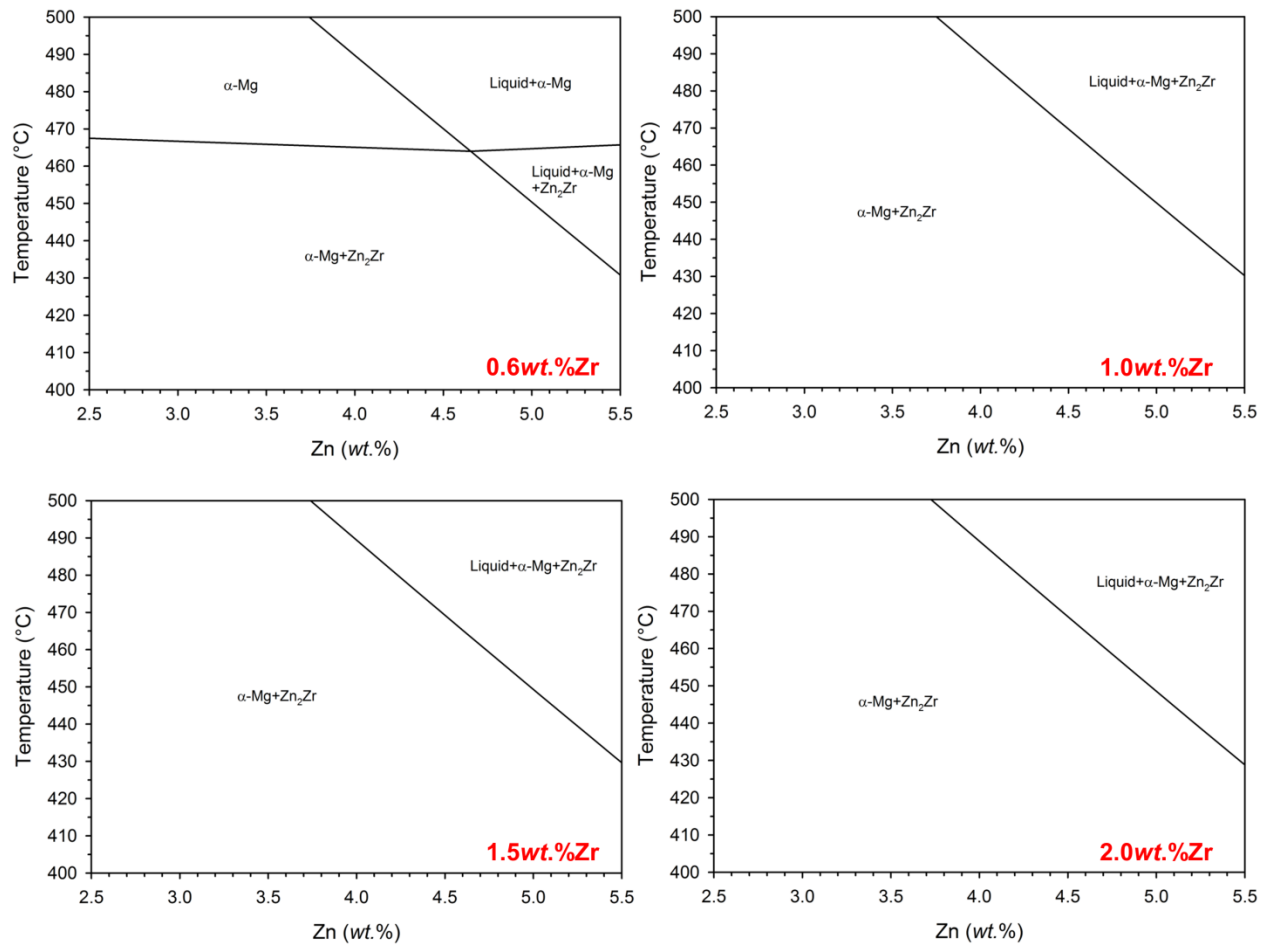 500
490
480
470
460
450
440
430
420
410
400
Temperature (°C)
α-Mg
Liquid+α-Mg
Liquid+α-Mg
+Zn₂Zr
α-Mg+Zn₂Zr
0.6wt.%Zr
2.5 3.0 3.5 4.0 4.5 5.0 5.5
Zn (wt.%)
500
490
480
470
460
450
440
430
420
410
400
Temperature (°C)
Liquid+α-Mg+Zn₂Zr
α-Mg+Zn₂Zr
1.0wt.%Zr
2.5 3.0 3.5 4.0 4.5 5.0 5.5
Zn (wt.%)
500
490
480
470
460
450
440
430
420
410
400
Temperature (°C)
Liquid+α-Mg+Zn₂Zr
α-Mg+Zn₂Zr
1.5wt.%Zr
2.5 3.0 3.5 4.0 4.5 5.0 5.5
Zn (wt.%)
500
490
480
470
460
450
440
430
420
410
400
Temperature (°C)
Liquid+α-Mg+Zn₂Zr
α-Mg+Zn₂Zr
2.0wt.%Zr
2.5 3.0 3.5 4.0 4.5 5.0 5.5
Zn (wt.%)